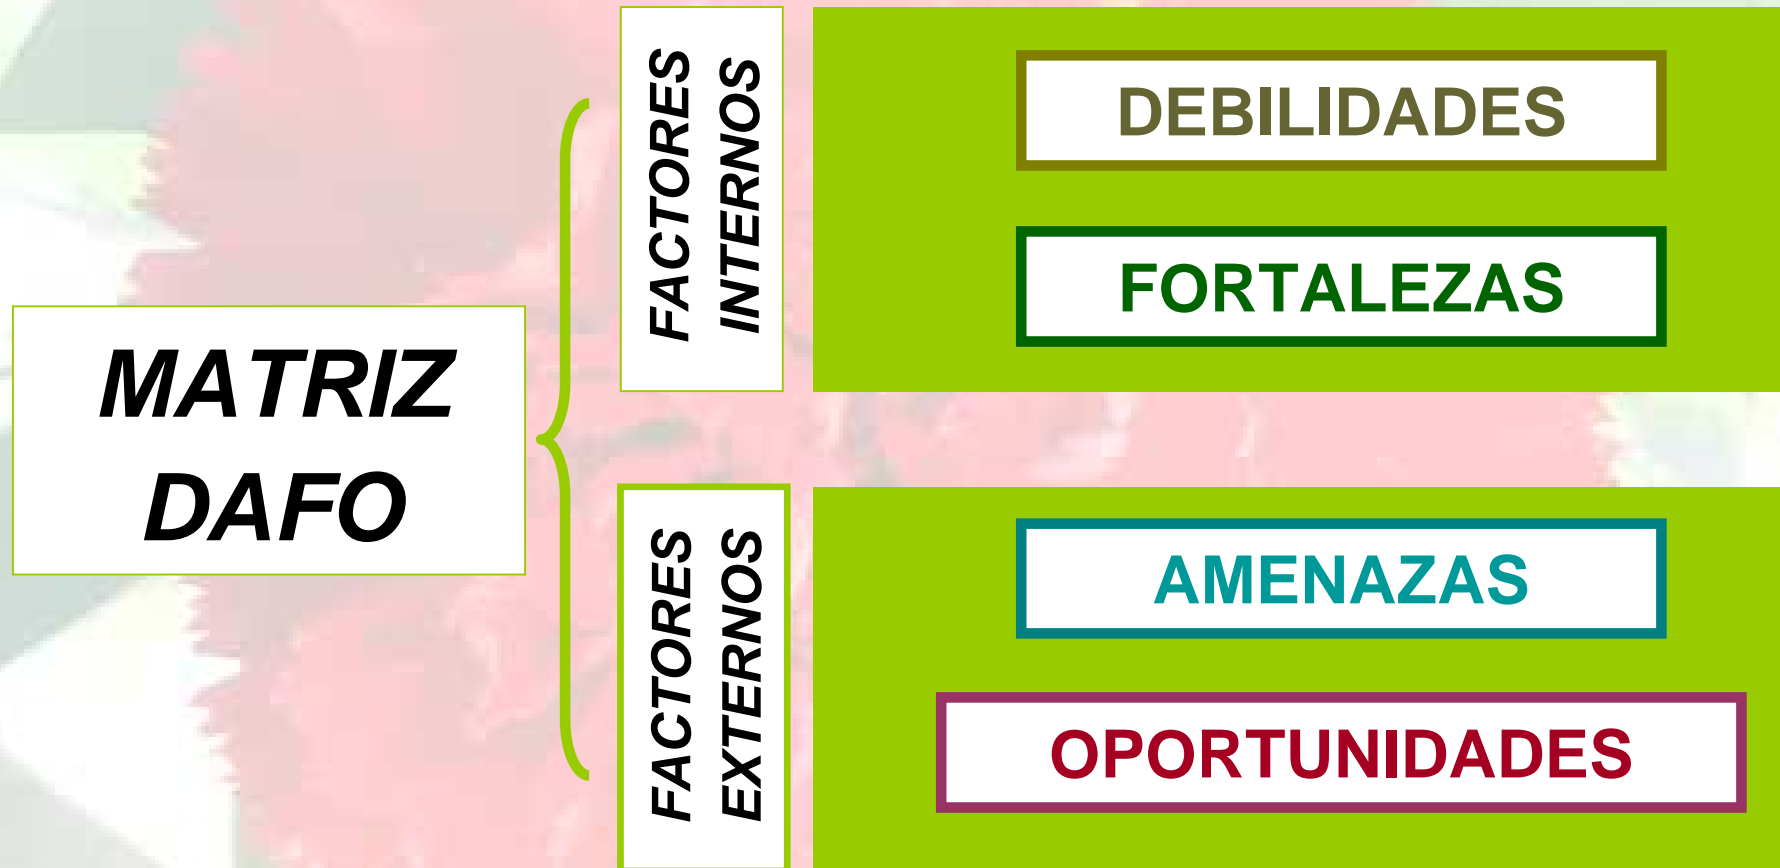 MATRIZ
DAFO
FACTORES
INTERNOS
DEBILIDADES
FORTALEZAS
FACTORES
EXTERNOS
AMENAZAS
OPORTUNIDADES